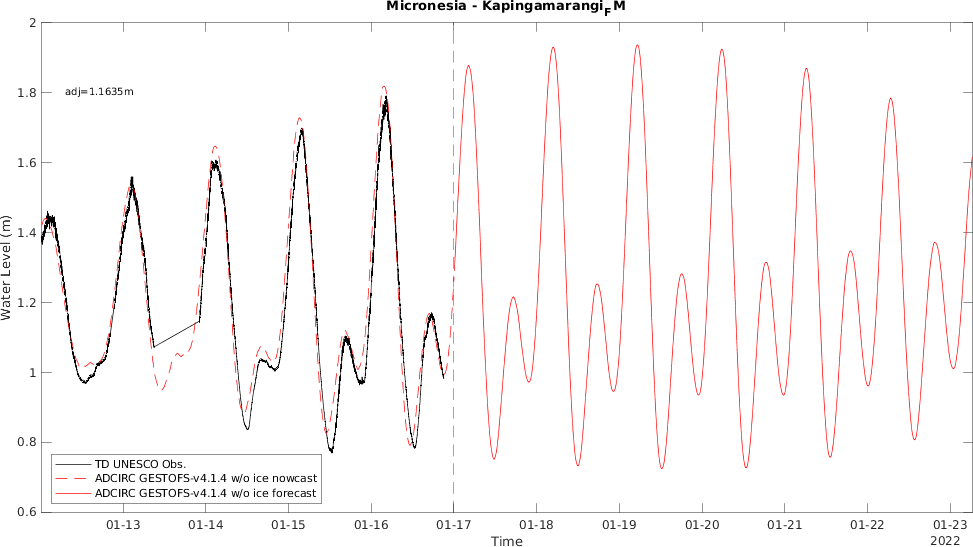 Micronesia - KapingamarangiFM
2
1.8
1.6
1.4
1.2
1
0.8
0.6
Water Level (m)
adj=1.1635m
TD UNESCO Obs.
ADCIRC GESTOFS-v4.1.4 w/o ice nowcast
ADCIRC GESTOFS-v4.1.4 w/o ice forecast
01-13 01-14 01-15 01-16 01-17 01-18 01-19 01-20 01-21 01-22 01-23
Time
2022